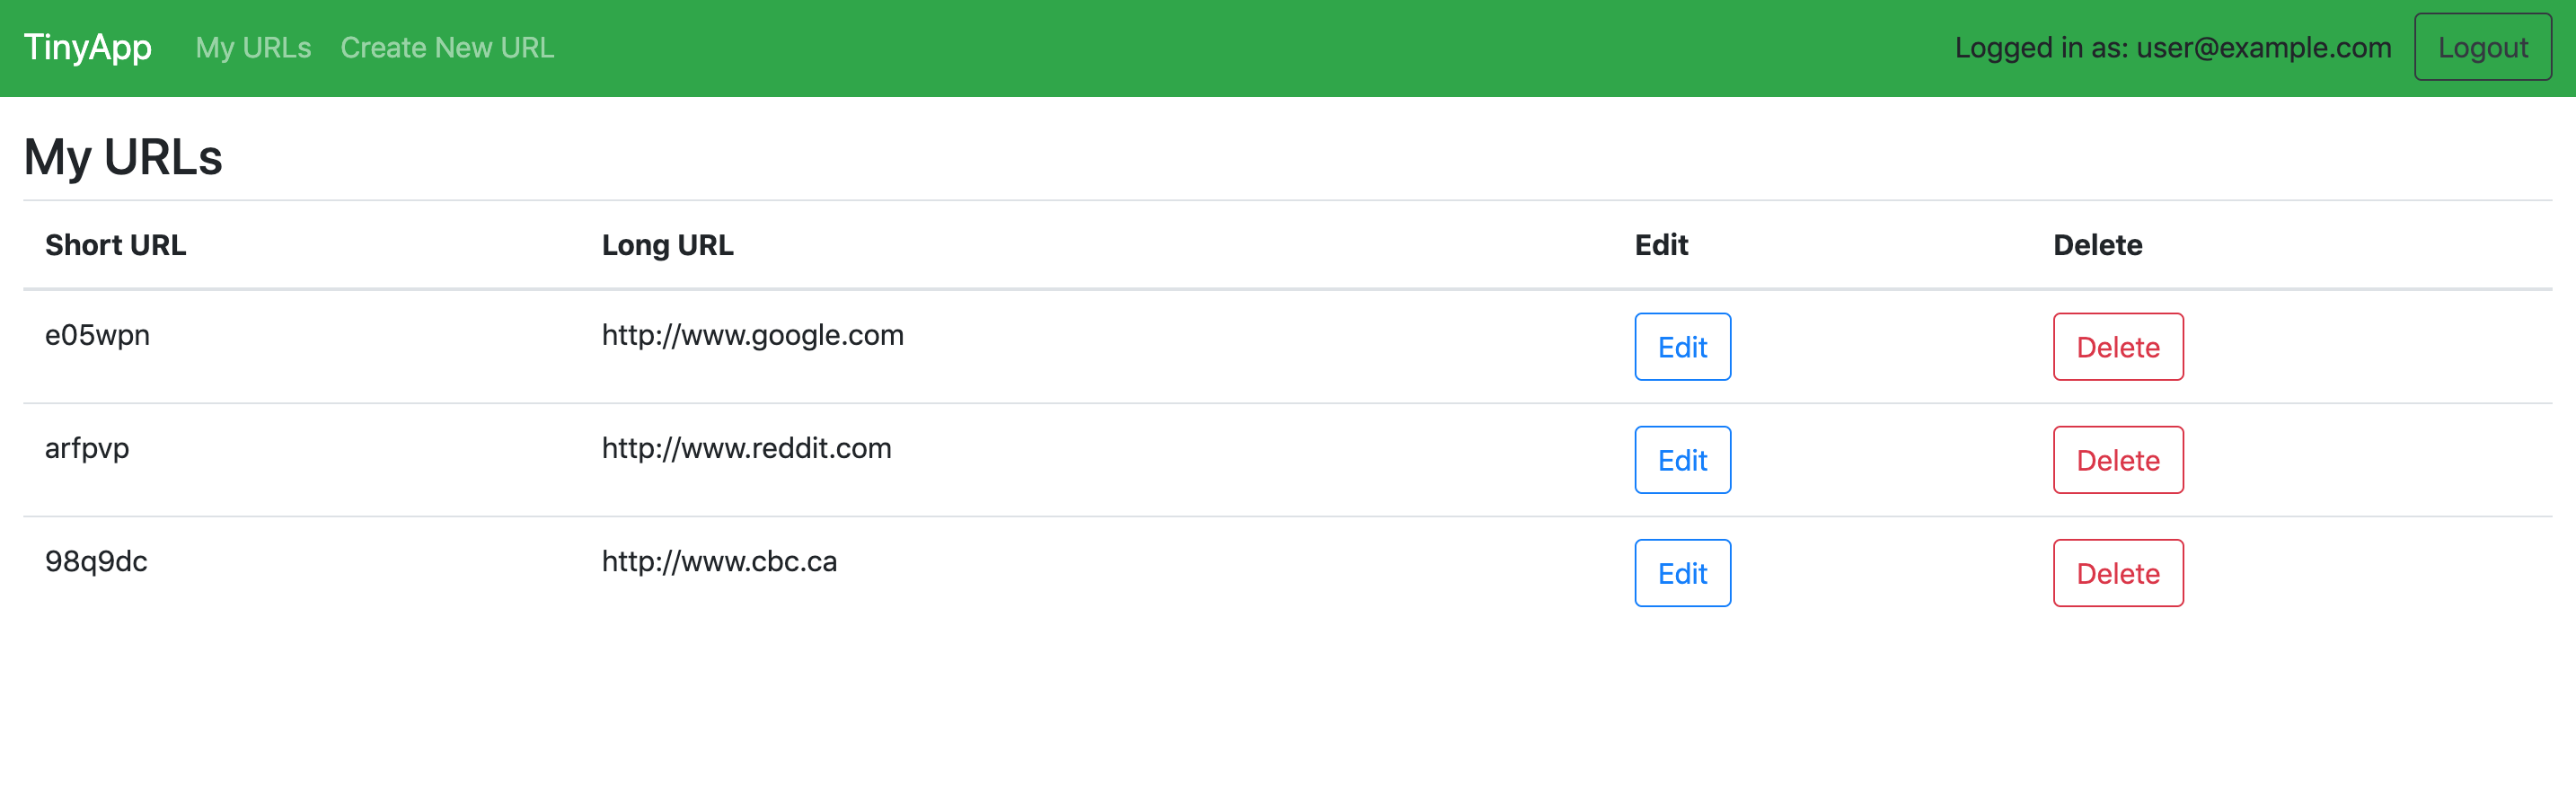 TinyApp My URLs Create New URL Logged in as: user@example.com Logout
My URLs
Short URL Long URL Edit Delete
e05wpn http://www.google.com Edit Delete
arfpvp http://www.reddit.com Edit Delete
98q9dc http://www.cbc.ca Edit Delete